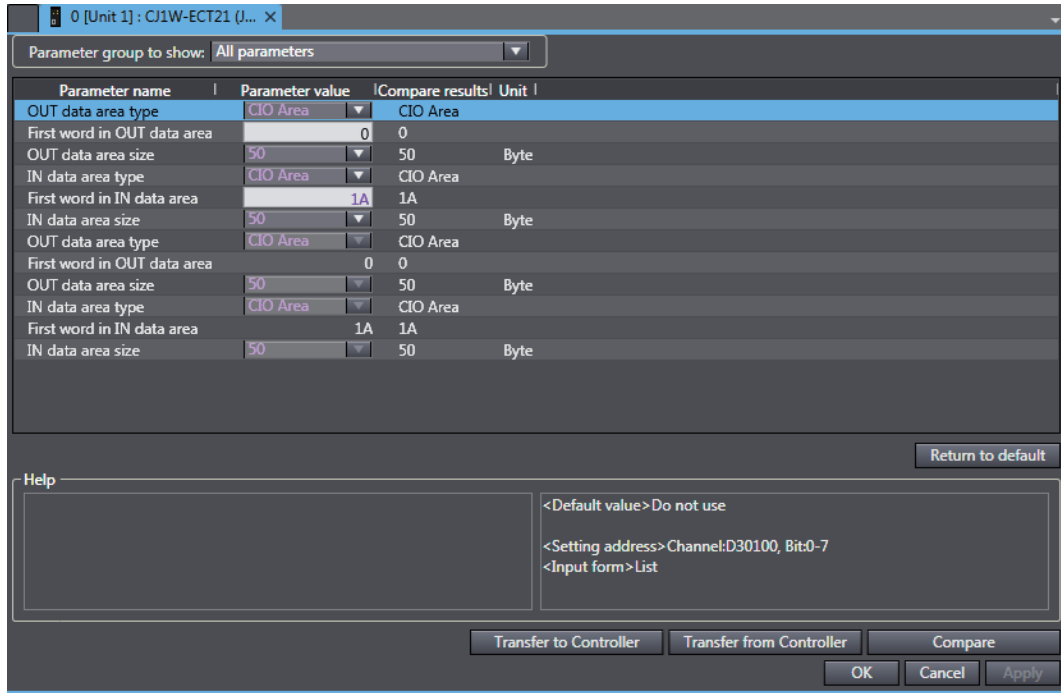 0 [Unit 1] : CJ1W-ECT21 (J...
Parameter group to show: All parameters
Parameter name Parameter value Compare results Unit
OUT data area type CIO Area CIO Area
First word in OUT data area 0 0
OUT data area size 50 50 Byte
IN data area type CIO Area CIO Area
First word in IN data area 1A 1A
IN data area size 50 50 Byte
OUT data area type CIO Area CIO Area
First word in OUT data area 0 0
OUT data area size 50 50 Byte
IN data area type CIO Area CIO Area
First word in IN data area 1A 1A
IN data area size 50 50 Byte
Return to default
Help
<Default value>Do not use
<Setting address>Channel:D30100, Bit:0-7
<Input form>List
Transfer to Controller Transfer from Controller Compare
OK Cancel Apply